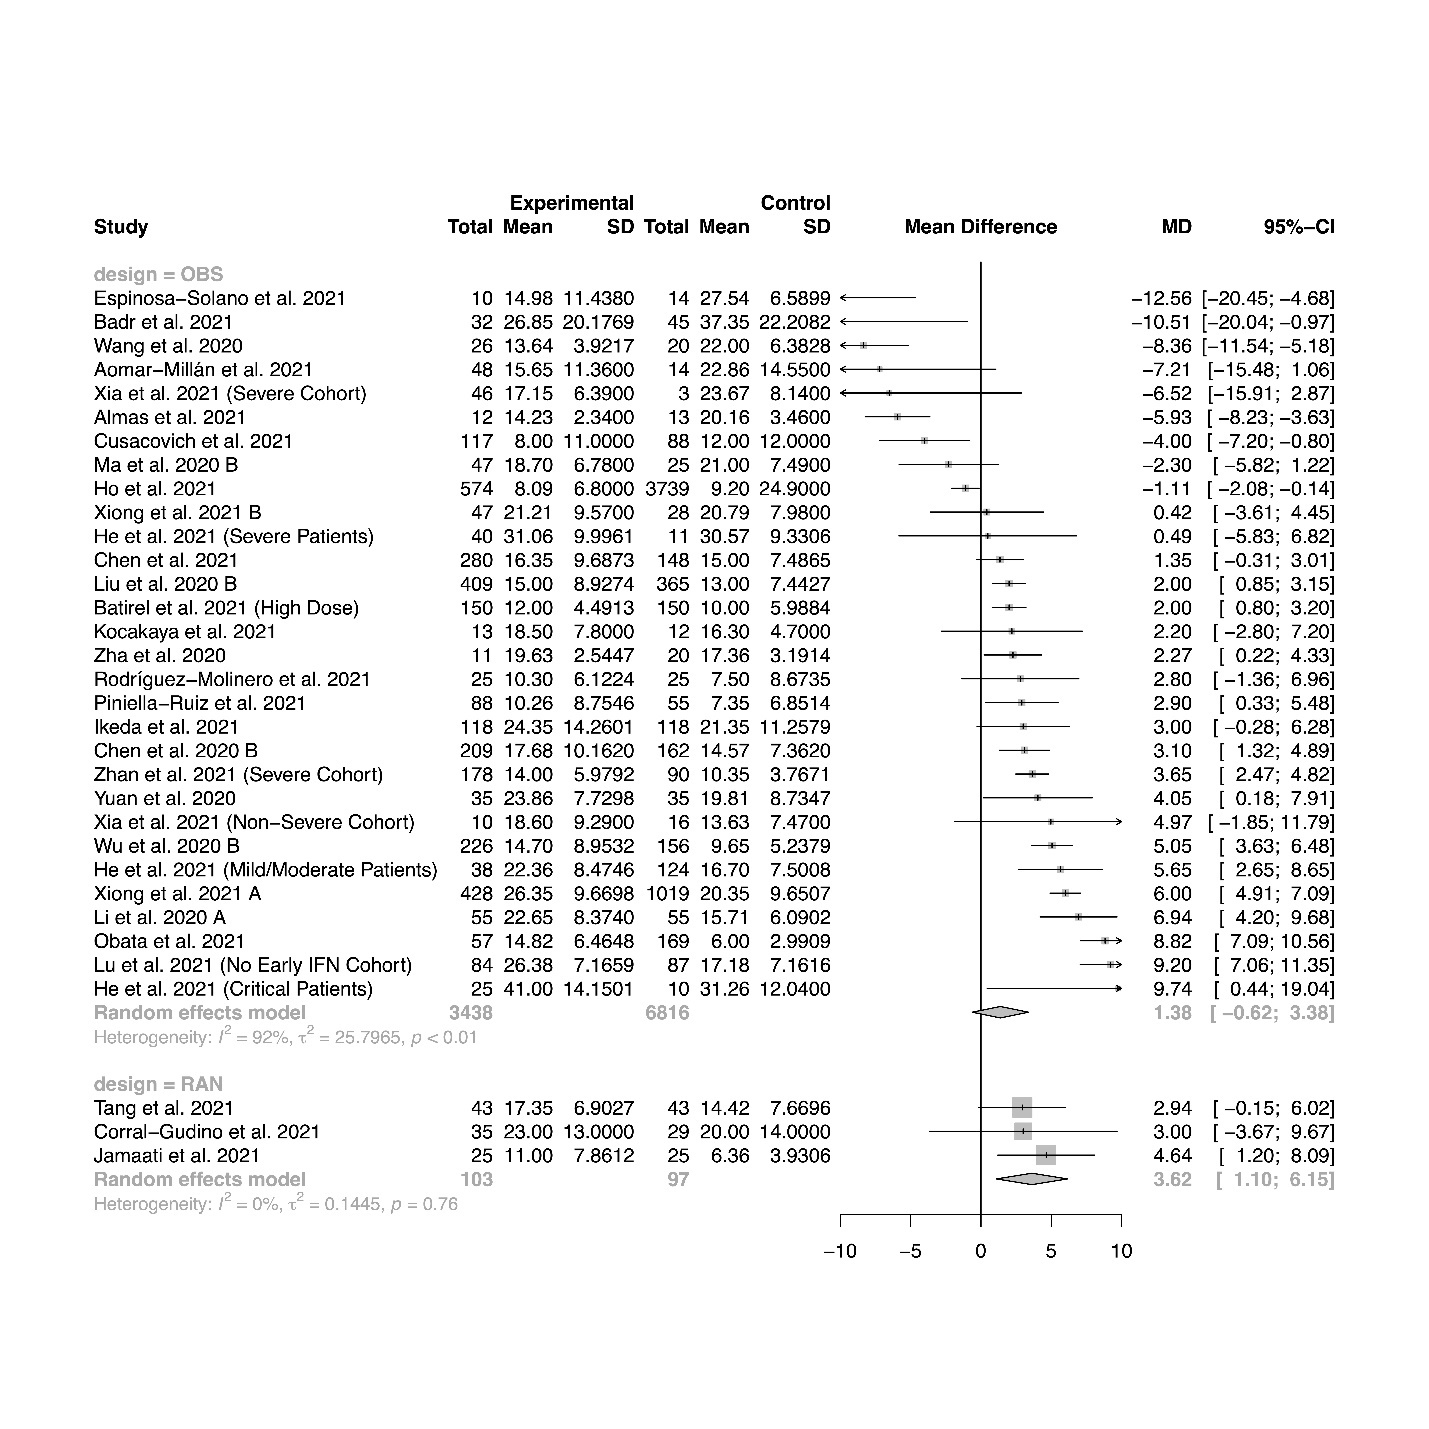 Experimental Control
Study Total Mean SD Total Mean SD Mean Difference MD 95%−CI
design = OBS
Espinosa−Solano et al. 2021 10 14.98 11.4380 14 27.54 6.5899 −12.56 [−20.45; −4.68]
Badr et al. 2021 32 26.85 20.1769 45 37.35 22.2082 −10.51 [−20.04; −0.97]
Wang et al. 2020 26 13.64 3.9217 20 22.00 6.3828 −8.36 [−11.54; −5.18]
Aomar−Millán et al. 2021 48 15.65 11.3600 14 22.86 14.5500 −7.21 [−15.48; 1.06]
Xia et al. 2021 (Severe Cohort) 46 17.15 6.3900 3 23.67 8.1400 −6.52 [−15.91; 2.87]
Almas et al. 2021 12 14.23 2.3400 13 20.16 3.4600 −5.93 [ −8.23; −3.63]
Cusacovich et al. 2021 117 8.00 11.0000 88 12.00 12.0000 −4.00 [ −7.20; −0.80]
Ma et al. 2020 B 47 18.70 6.7800 25 21.00 7.4900 −2.30 [ −5.82; 1.22]
Ho et al. 2021 574 8.09 6.8000 3739 9.20 24.9000 −1.11 [ −2.08; −0.14]
Xiong et al. 2021 B 47 21.21 9.5700 28 20.79 7.9800 0.42 [ −3.61; 4.45]
He et al. 2021 (Severe Patients) 40 31.06 9.9961 11 30.57 9.3306 0.49 [ −5.83; 6.82]
Chen et al. 2021 280 16.35 9.6873 148 15.00 7.4865 1.35 [ −0.31; 3.01]
Liu et al. 2020 B 409 15.00 8.9274 365 13.00 7.4427 2.00 [ 0.85; 3.15]
Batirel et al. 2021 (High Dose) 150 12.00 4.4913 150 10.00 5.9884 2.00 [ 0.80; 3.20]
Kocakaya et al. 2021 13 18.50 7.8000 12 16.30 4.7000 2.20 [ −2.80; 7.20]
Zha et al. 2020 11 19.63 2.5447 20 17.36 3.1914 2.27 [ 0.22; 4.33]
Rodríguez−Molinero et al. 2021 25 10.30 6.1224 25 7.50 8.6735 2.80 [ −1.36; 6.96]
Piniella−Ruiz et al. 2021 88 10.26 8.7546 55 7.35 6.8514 2.90 [ 0.33; 5.48]
Ikeda et al. 2021 118 24.35 14.2601 118 21.35 11.2579 3.00 [ −0.28; 6.28]
Chen et al. 2020 B 209 17.68 10.1620 162 14.57 7.3620 3.10 [ 1.32; 4.89]
Zhan et al. 2021 (Severe Cohort) 178 14.00 5.9792 90 10.35 3.7671 3.65 [ 2.47; 4.82]
Yuan et al. 2020 35 23.86 7.7298 35 19.81 8.7347 4.05 [ 0.18; 7.91]
Xia et al. 2021 (Non−Severe Cohort) 10 18.60 9.2900 16 13.63 7.4700 4.97 [ −1.85; 11.79]
Wu et al. 2020 B 226 14.70 8.9532 156 9.65 5.2379 5.05 [ 3.63; 6.48]
He et al. 2021 (Mild/Moderate Patients) 38 22.36 8.4746 124 16.70 7.5008 5.65 [ 2.65; 8.65]
Xiong et al. 2021 A 428 26.35 9.6698 1019 20.35 9.6507 6.00 [ 4.91; 7.09]
Li et al. 2020 A 55 22.65 8.3740 55 15.71 6.0902 6.94 [ 4.20; 9.68]
Obata et al. 2021 57 14.82 6.4648 169 6.00 2.9909 8.82 [ 7.09; 10.56]
Lu et al. 2021 (No Early IFN Cohort) 84 26.38 7.1659 87 17.18 7.1616 9.20 [ 7.06; 11.35]
He et al. 2021 (Critical Patients) 25 41.00 14.1501 10 31.26 12.0400 9.74 [ 0.44; 19.04]
Random effects model 3438 6816 1.38 [ −0.62; 3.38]
Heterogeneity: I² = 92%, τ² = 25.7965, p < 0.01
design = RAN
Tang et al. 2021 43 17.35 6.9027 43 14.42 7.6696 2.94 [ −0.15; 6.02]
Corral−Gudino et al. 2021 35 23.00 13.0000 29 20.00 14.0000 3.00 [ −3.67; 9.67]
Jamaati et al. 2021 25 11.00 7.8612 25 6.36 3.9306 4.64 [ 1.20; 8.09]
Random effects model 103 97 3.62 [ 1.10; 6.15]
Heterogeneity: I² = 0%, τ² = 0.1445, p = 0.76
−10 −5 0 5 10